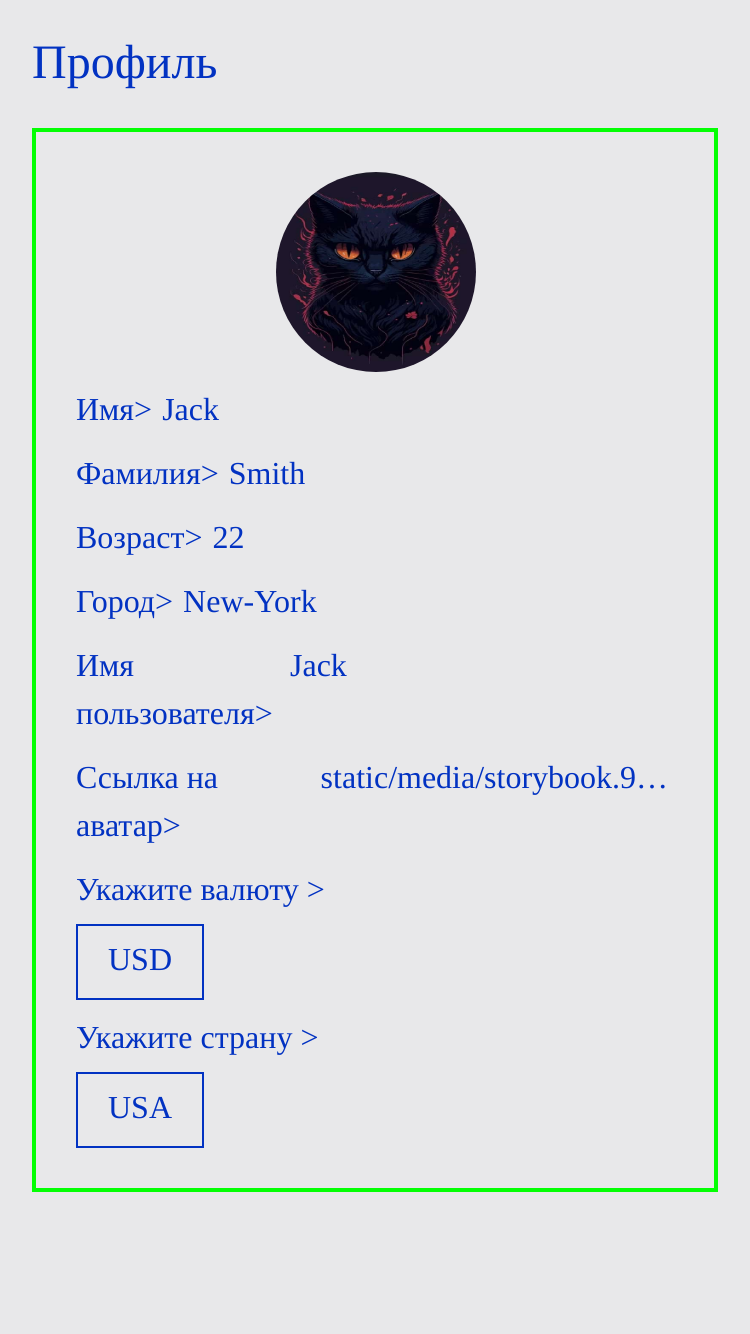 Профиль
Имя> Jack
Фамилия> Smith
Возраст> 22
Город> New-York
Имя Jack
пользователя>
Ссылка на static/media/storybook.9…
аватар>
Укажите валюту >
USD
Укажите страну >
USA